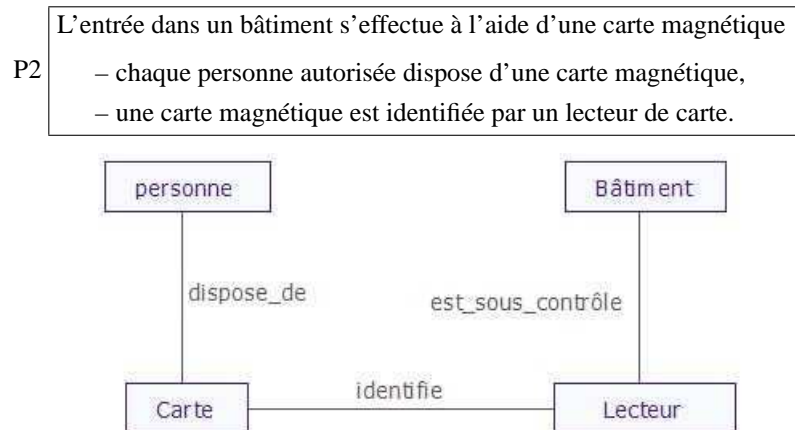 L'entrée dans un bâtiment s'effectue à l'aide d'une carte magnétique
P2
– chaque personne autorisée dispose d'une carte magnétique,
– une carte magnétique est identifiée par un lecteur de carte.
personne
Bâtiment
dispose_de
est_sous_contrôle
identifie
Carte
Lecteur